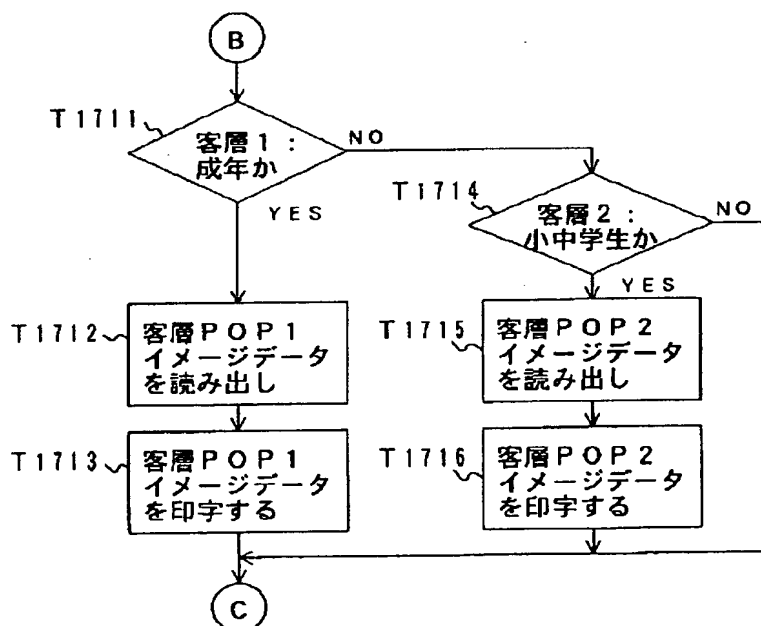 B
T1711
客層1:
成年か
NO
YES
T1714
客層2:
小中学生か
NO
YES
T1712
客層POP1
イメージデータ
を読み出し
T1715
客層POP2
イメージデータ
を読み出し
T1713
客層POP1
イメージデータ
を印字する
T1716
客層POP2
イメージデータ
を印字する
C